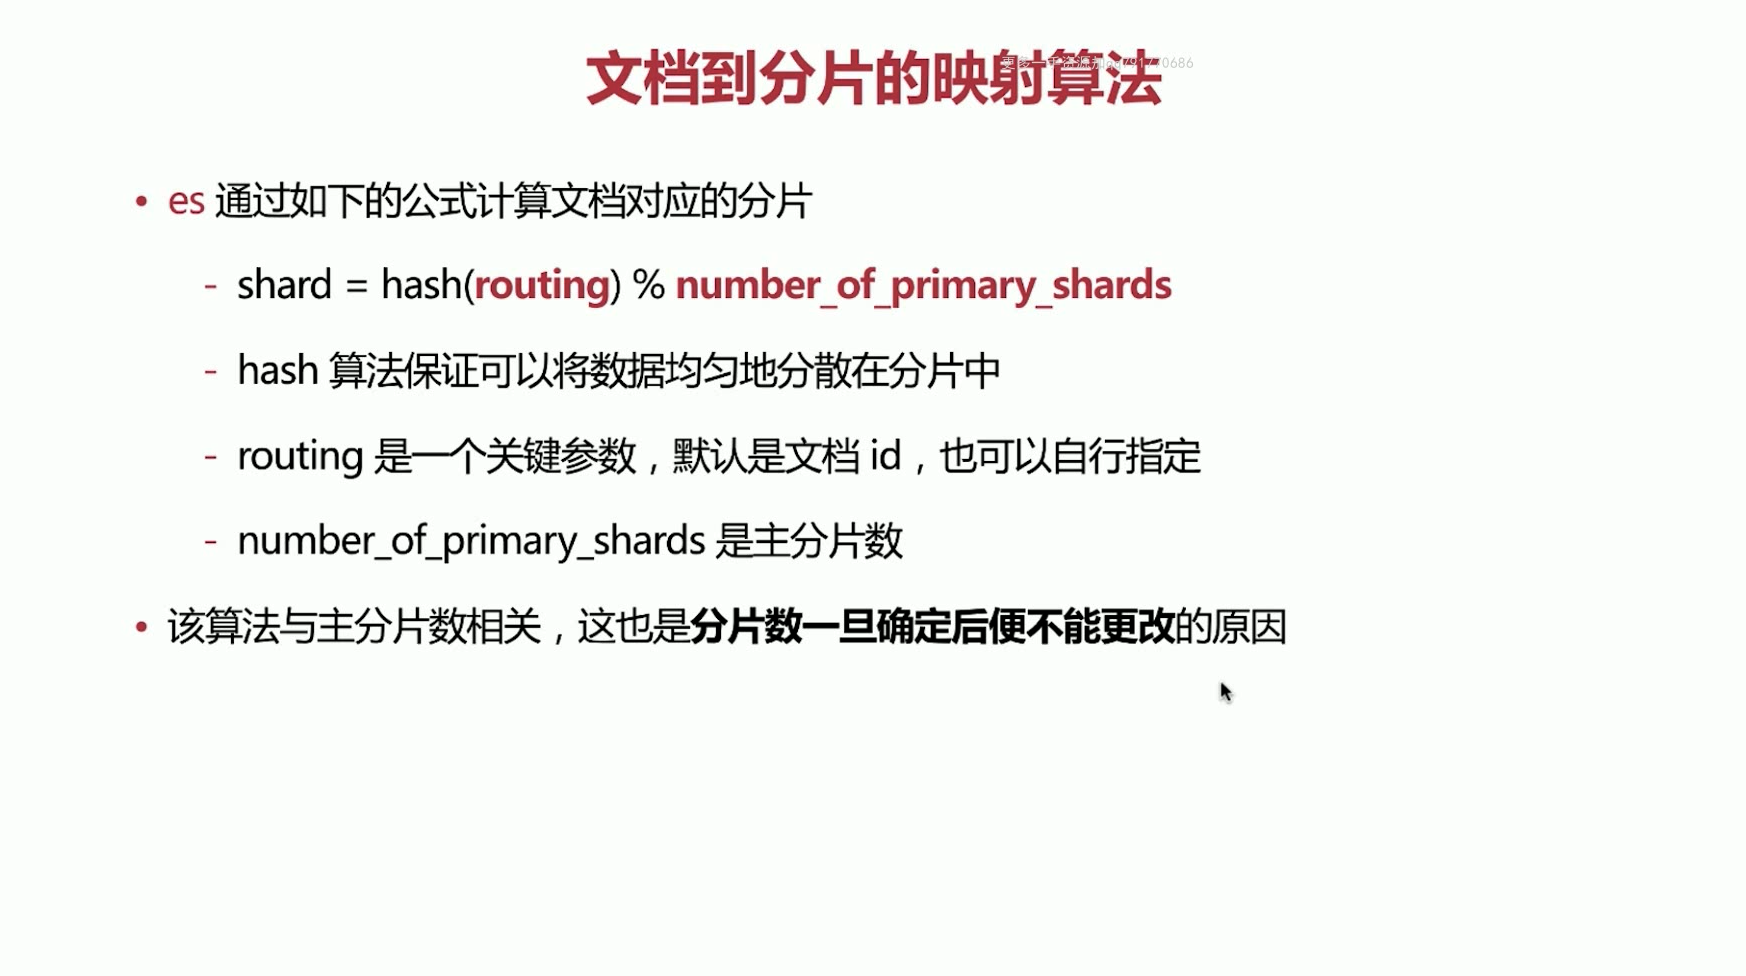 文档到分片的映射算法
• es 通过如下的公式计算文档对应的分片
- shard = hash(routing) % number_of_primary_shards
- hash 算法保证可以将数据均匀地分散在分片中
- routing 是一个关键参数，默认是文档 id，也可以自行指定
- number_of_primary_shards 是主分片数
• 该算法与主分片数相关，这也是分片数一旦确定后便不能更改的原因